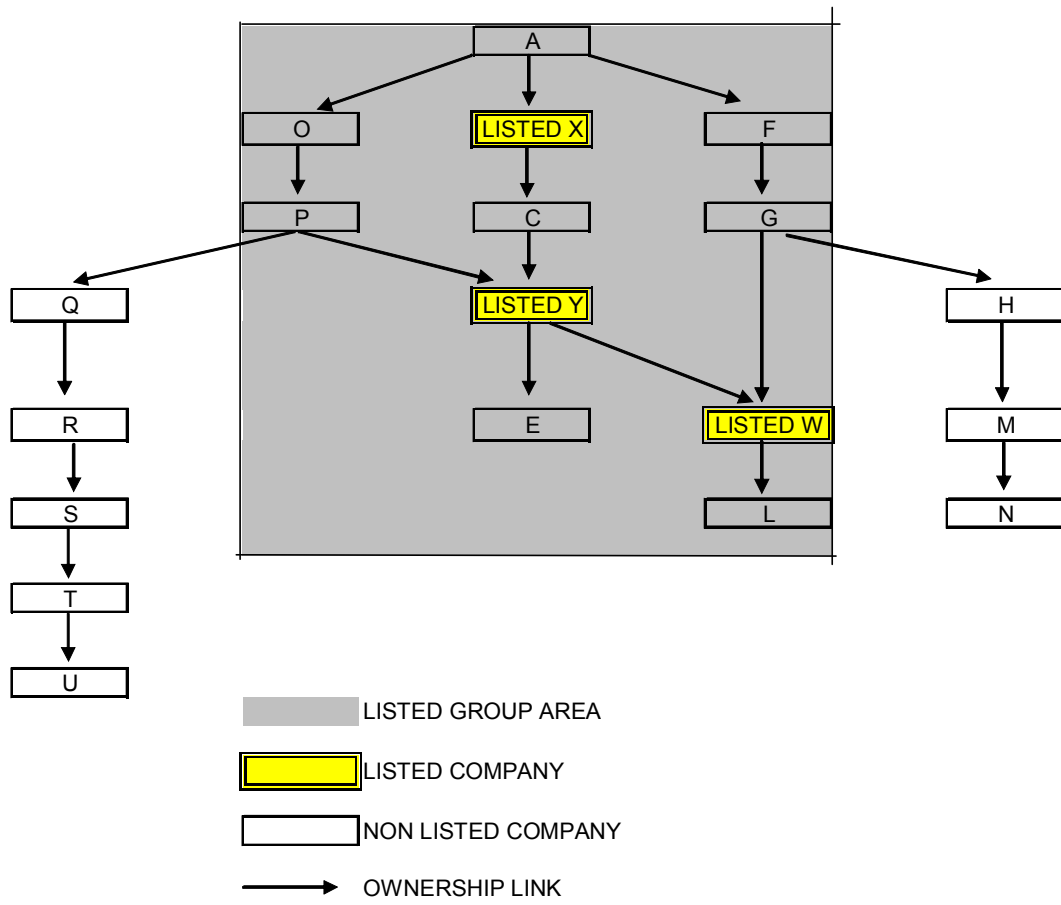 A
O
LISTED X
F
P
C
G
Q
LISTED Y
H
R
E
LISTED W
M
S
L
N
T
U
LISTED GROUP AREA
LISTED COMPANY
NON LISTED COMPANY
OWNERSHIP LINK